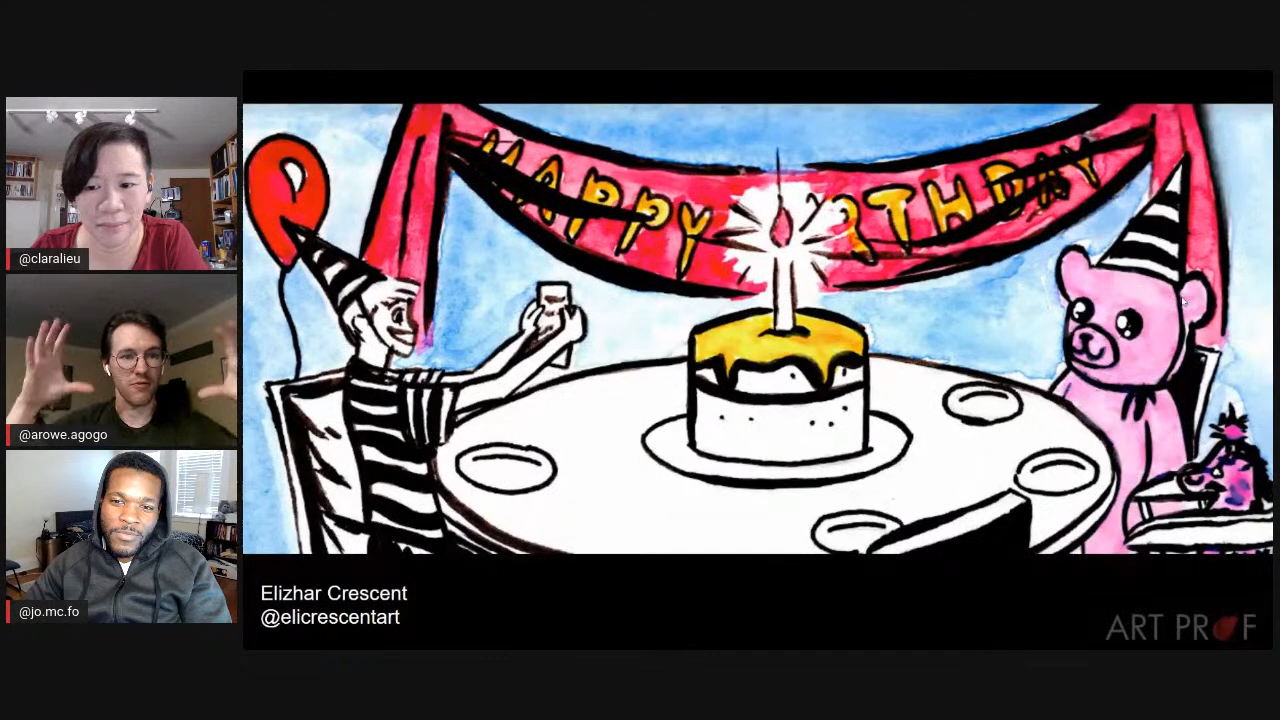 @claralieu
@arowe.agogo
@jo.mc.fo
HAPPY RTHDAY
Elizhar Crescent
@elicrescentart
ART PROF